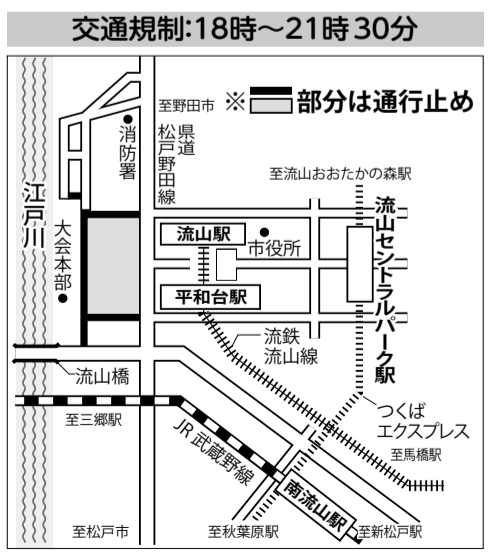 交通規制:18時〜21時30分
※ 部分は通行止め
至野田市
県道
松戸野田線
消防署
至流山おおたかの森駅
江戸川
大会本部
流山駅
市役所
流山セントラルパーク駅
平和台駅
流鉄
流山線
流山橋
つくば
エクスプレス
至三郷駅
JR武蔵野線
至馬橋駅
南流山駅
至松戸市
至秋葉原駅
至新松戸駅